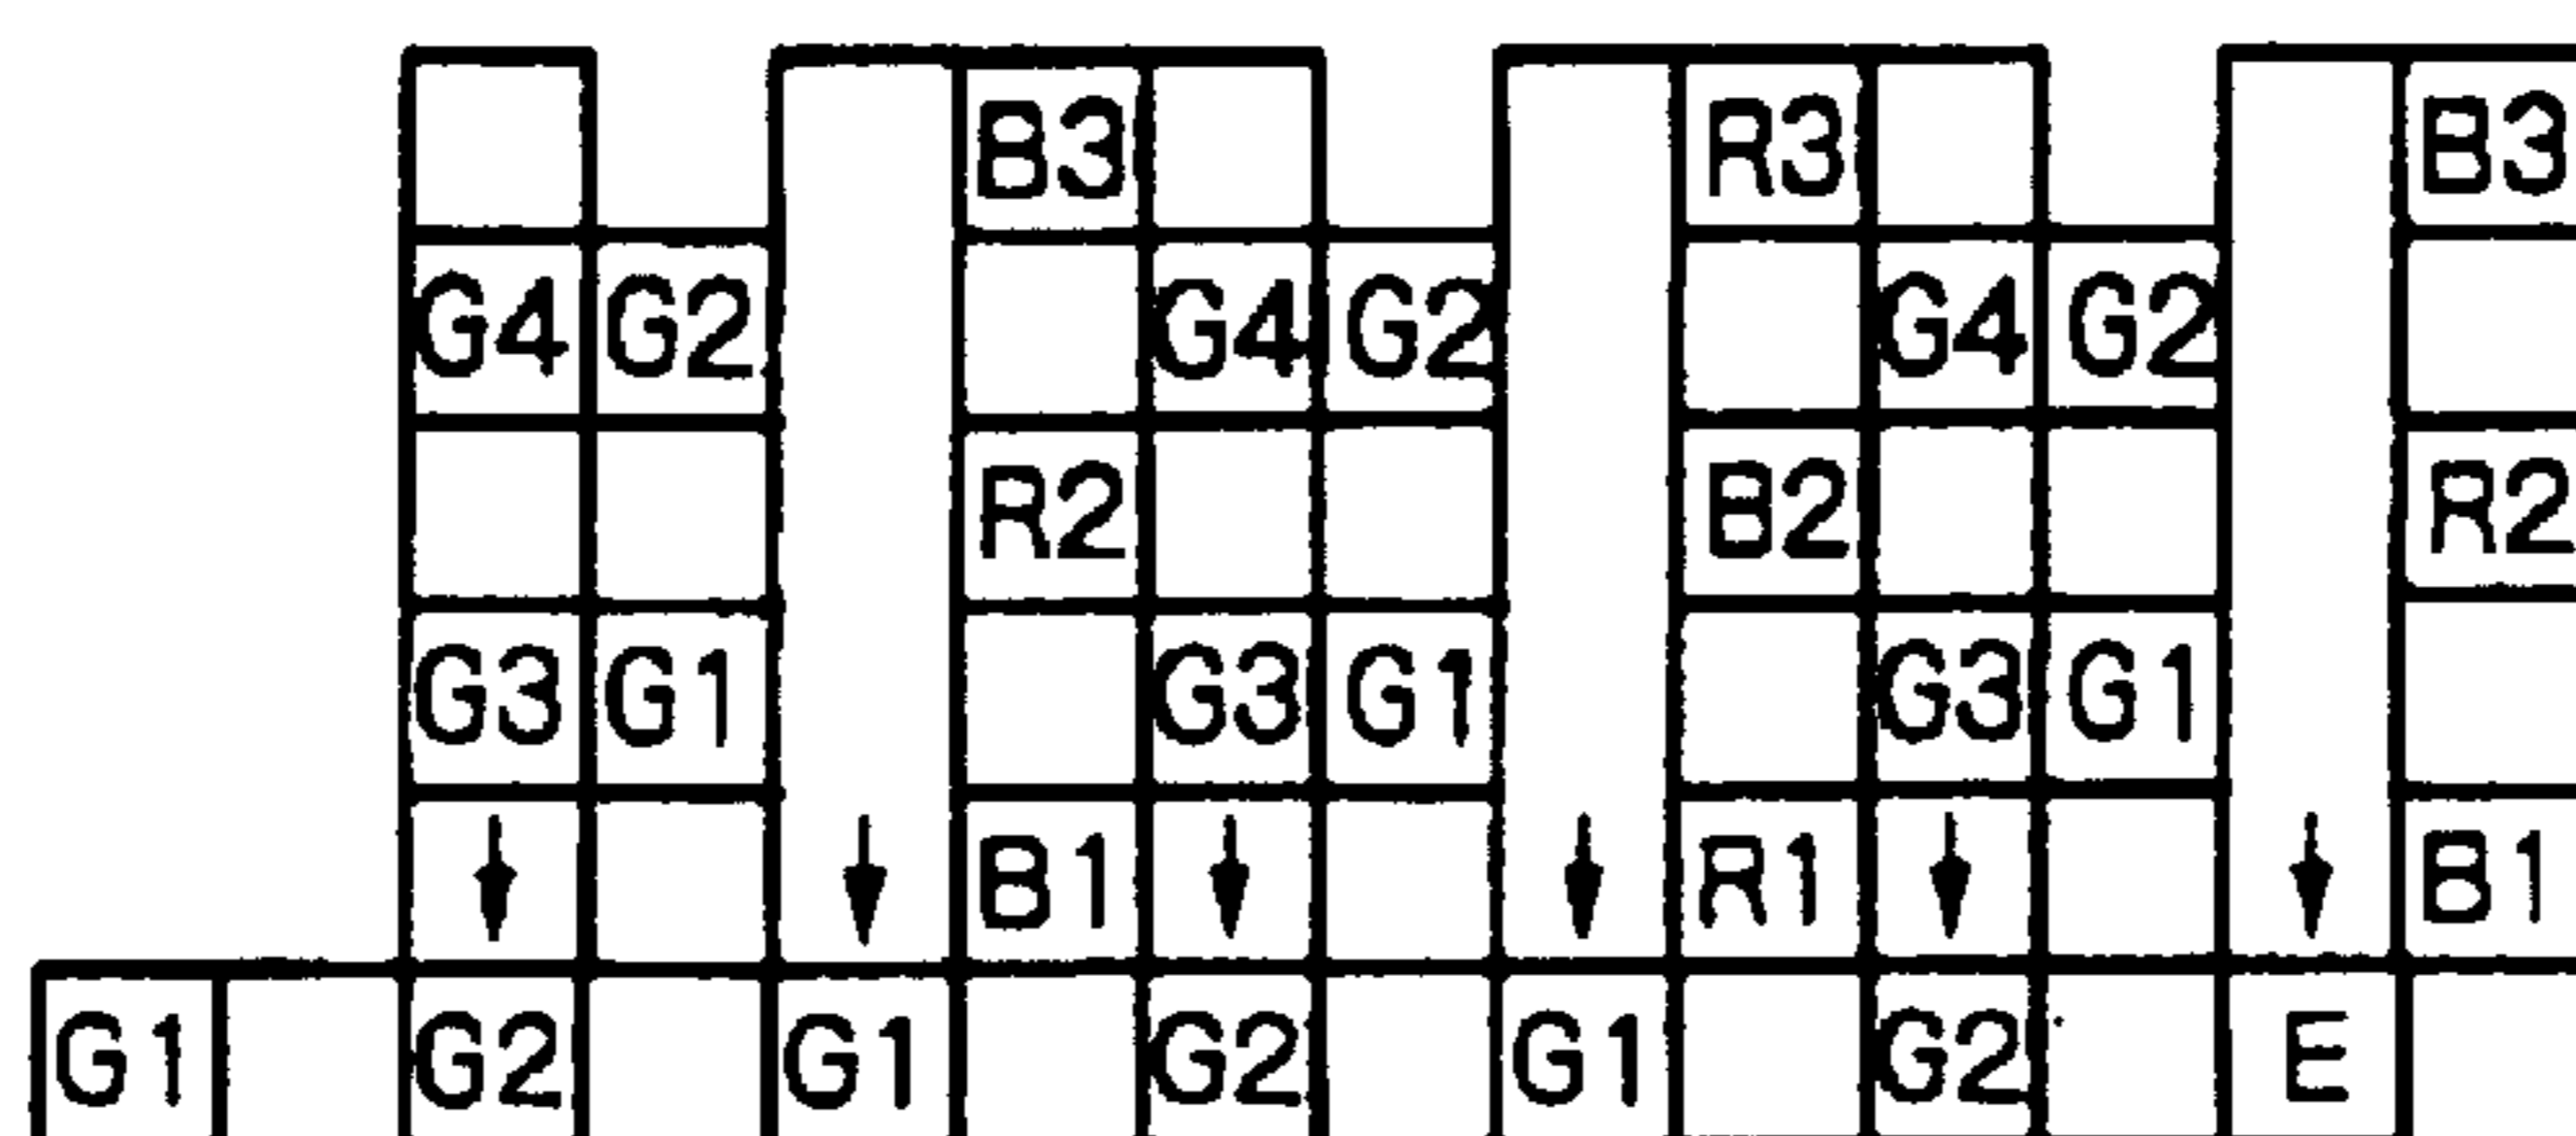 B3 R3 B3
G4 G2 G4 G2 G4 G2
R2 B2 R2
G3 G1 G3 G1 G3 G1
B1 R1 B1
G1 G2 G1 G2 G1 G2 E